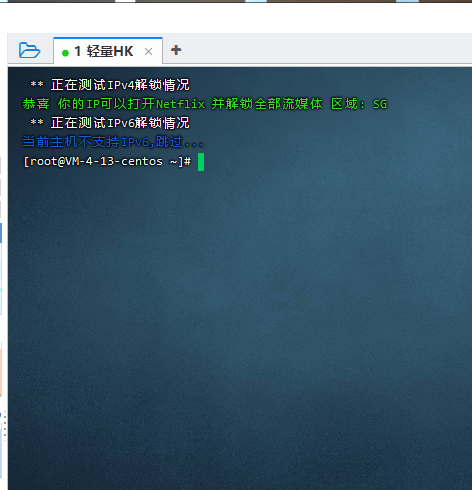 1 轻量HK × +
** 正在测试IPv4解锁情况
恭喜 你的IP可以打开Netflix 并解锁全部流媒体 区域: SG
** 正在测试IPv6解锁情况
当前主机不支持IPv6,跳过...
[root@VM-4-13-centos ~]#